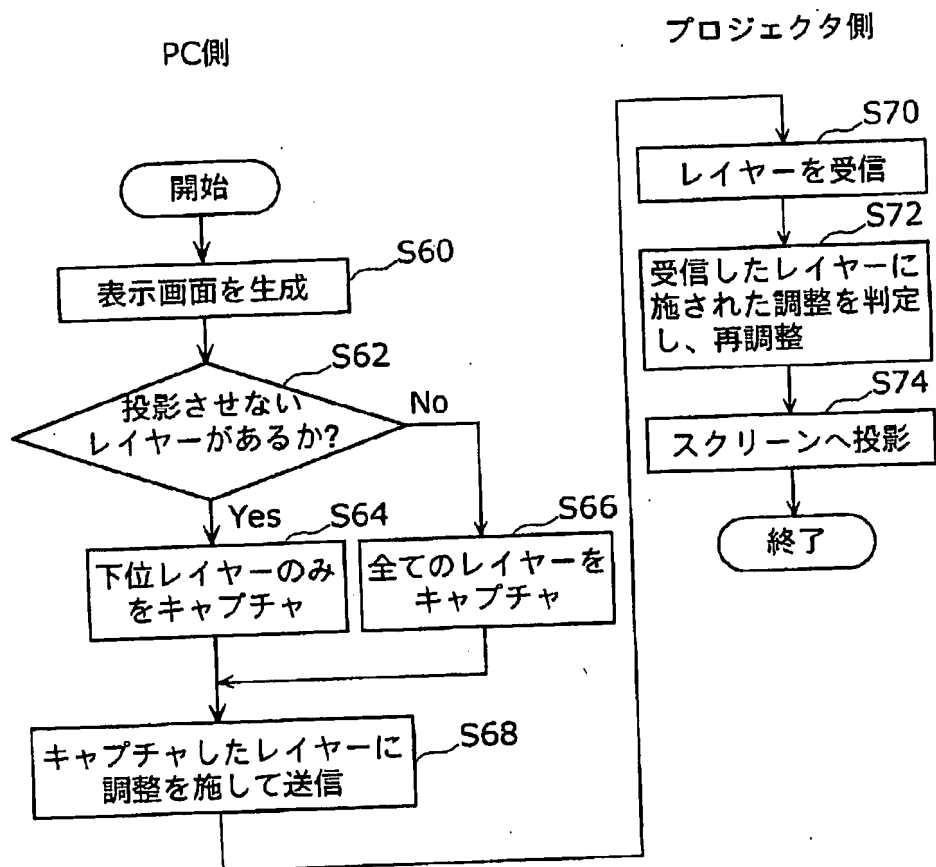 PC側
開始
S60
表示画面を生成
S62
投影させない
レイヤーがあるか?
No
Yes
S64
下位レイヤーのみ
をキャプチャ
S66
全てのレイヤーを
キャプチャ
S68
キャプチャしたレイヤーに
調整を施して送信
プロジェクタ側
S70
レイヤーを受信
S72
受信したレイヤーに
施された調整を判定
し、再調整
S74
スクリーンへ投影
終了